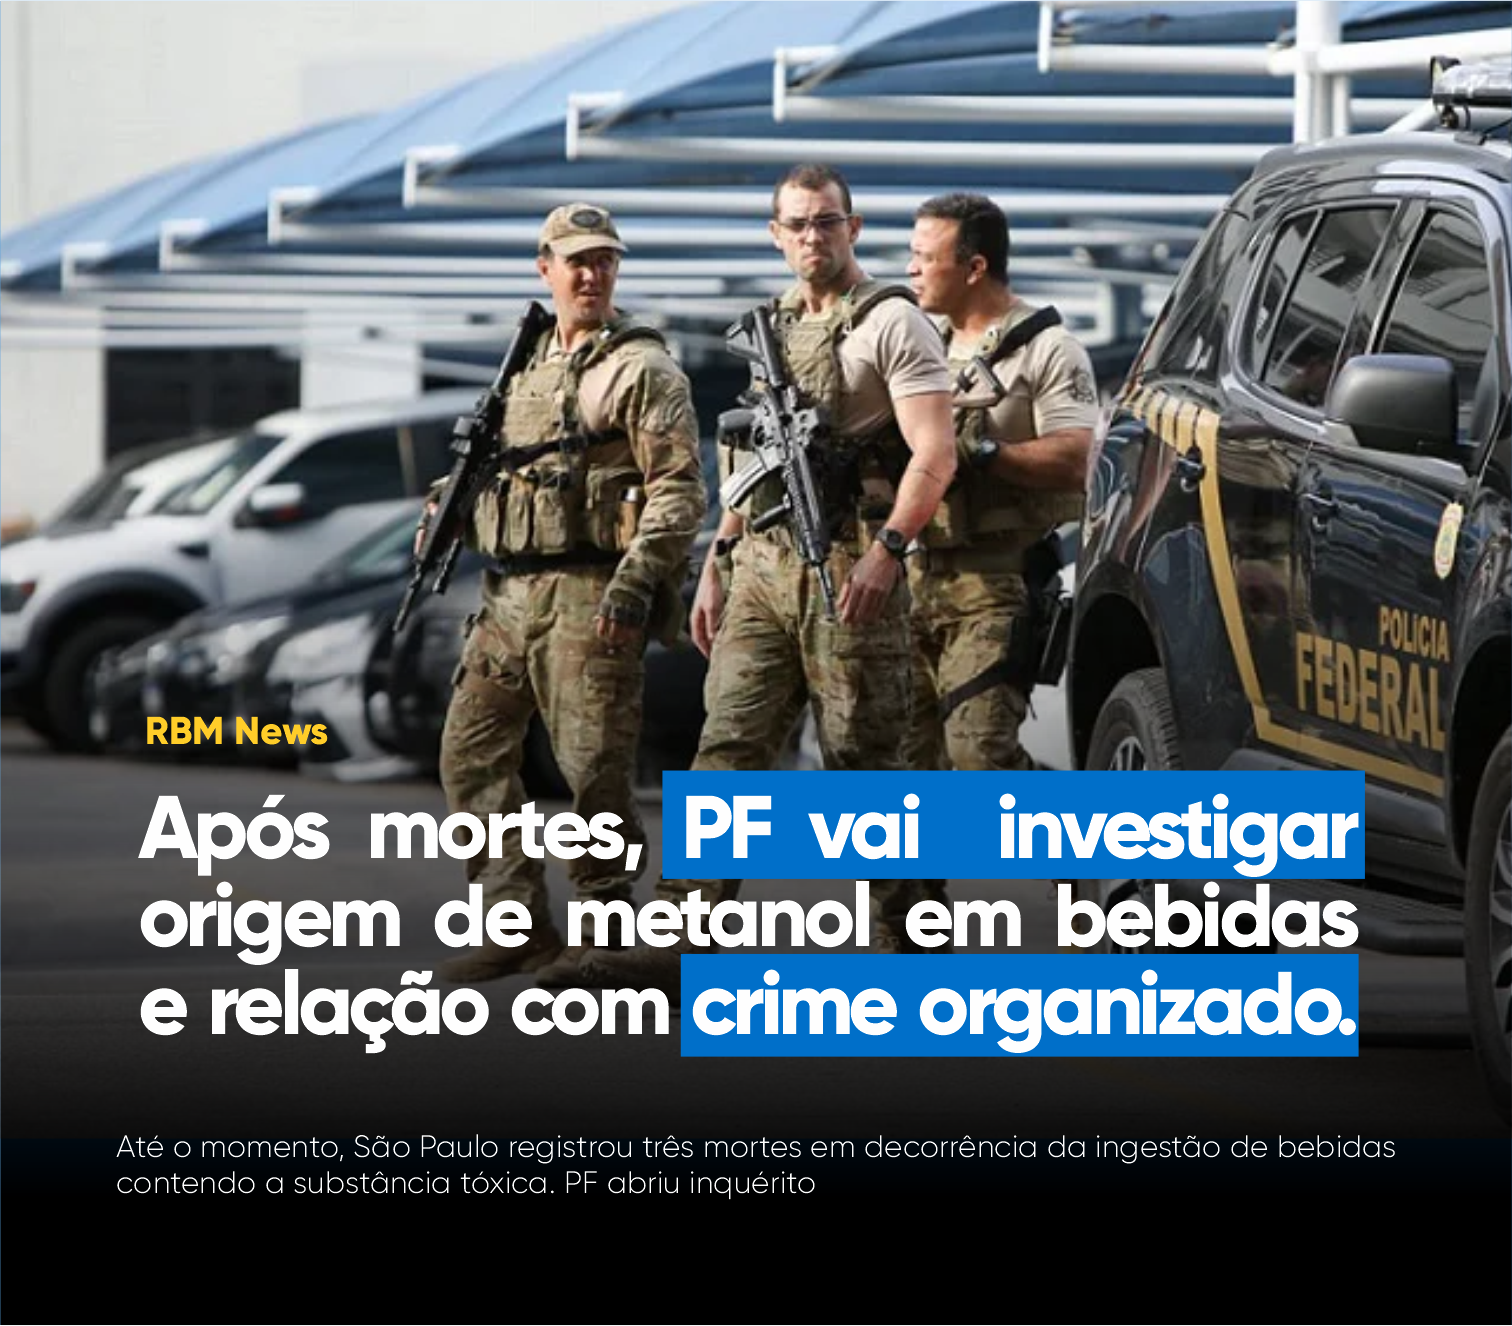 POLICIA
FEDERAL
RBM News
Após mortes, PF vai investigar
origem de metanol em bebidas
e relação com crime organizado.
Até o momento, São Paulo registrou três mortes em decorrência da ingestão de bebidas
contendo a substância tóxica. PF abriu inquérito